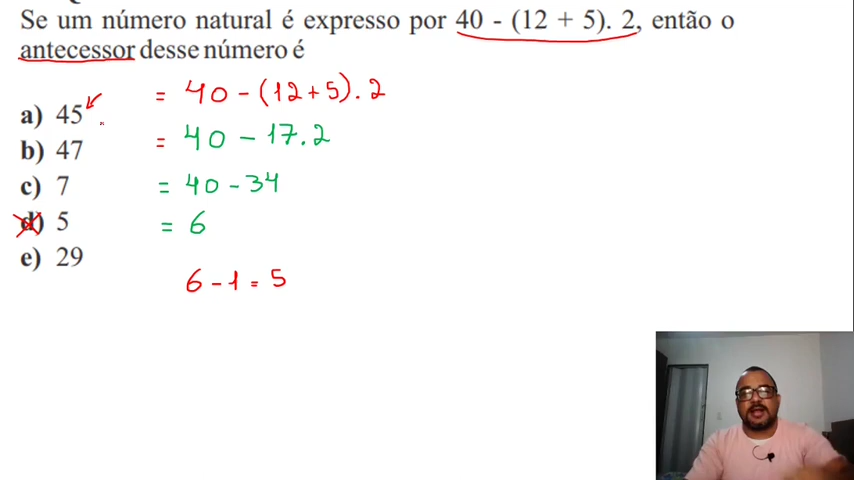 Se um número natural é expresso por 40 - (12 + 5). 2, então o
antecessor desse número é
a) 45
b) 47
c) 7
d) 5
e) 29
= 40 - (12+5). 2
= 40 - 17.2
= 40 - 34
= 6
6 - 1 = 5